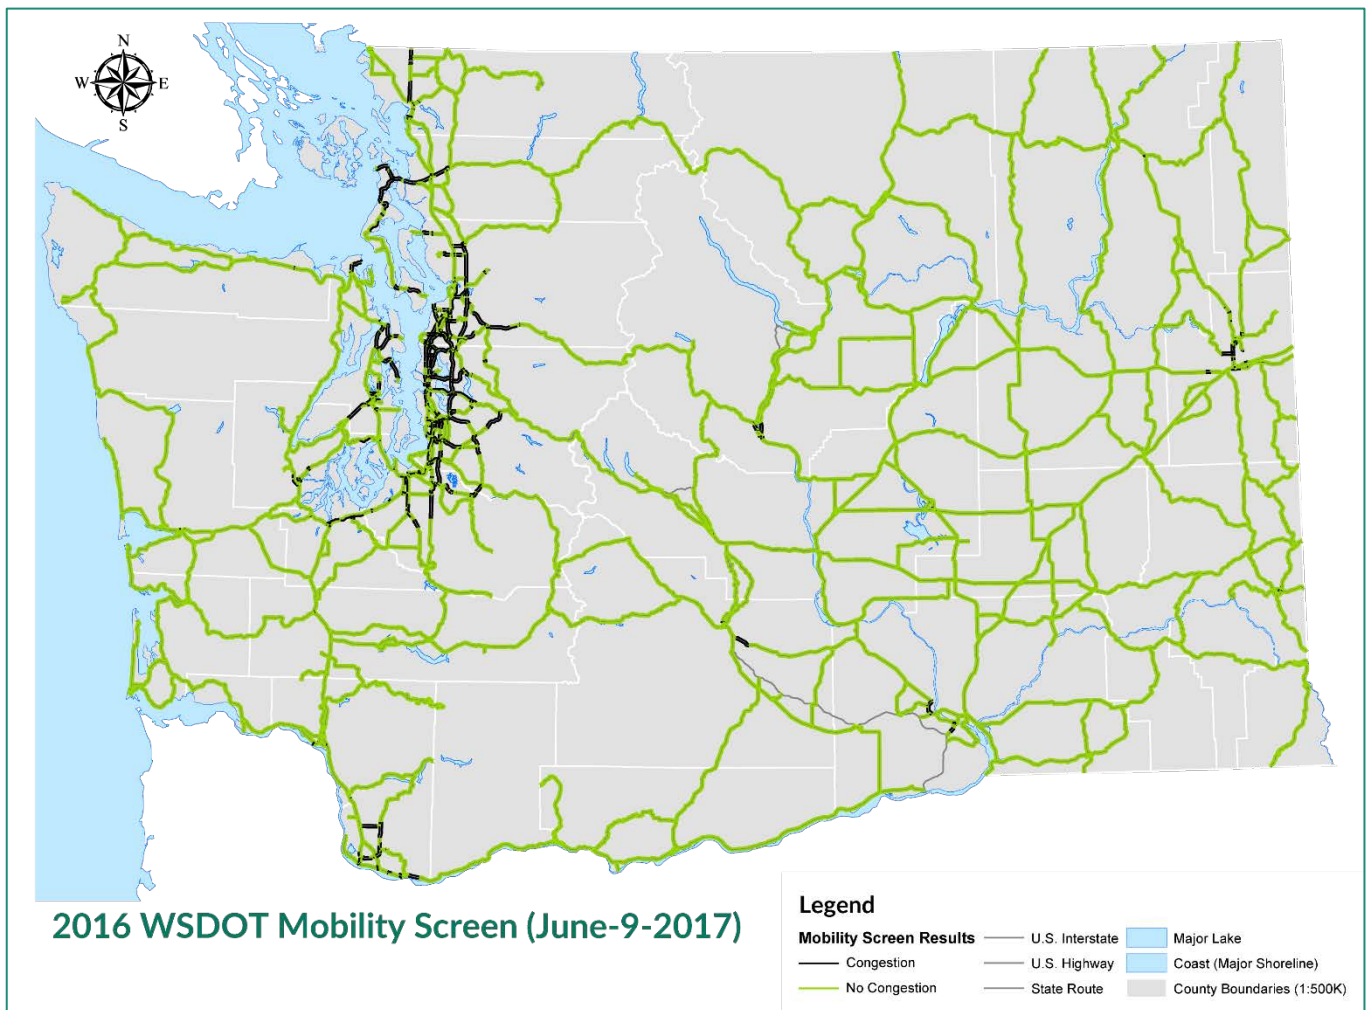 N
W E
S
2016 WSDOT Mobility Screen (June-9-2017)
Legend
Mobility Screen Results
Congestion
No Congestion
U.S. Interstate
U.S. Highway
State Route
Major Lake
Coast (Major Shoreline)
County Boundaries (1:500K)